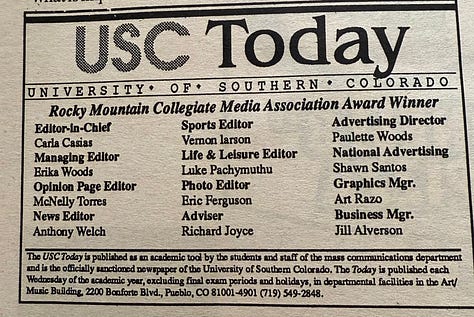 USC Today
UNIVERSITY • OF • SOUTHERN • COLORADO
Rocky Mountain Collegiate Media Association Award Winner
Editor-in-Chief
Carla Casias
Managing Editor
Erika Woods
Opinion Page Editor
McNelly Torres
News Editor
Anthony Welch
Sports Editor
Vernon larson
Life & Leisure Editor
Luke Pachymuthu
Photo Editor
Eric Ferguson
Adviser
Richard Joyce
Advertising Director
Paulette Woods
National Advertising
Shawn Santos
Graphics Mgr.
Art Razo
Business Mgr.
Jill Alverson
The USC Today is published as an academic tool by the students and staff of the mass communications department
and is the officially sanctioned newspaper of the University of Southern Colorado. The Today is published each
Wednesday of the academic year, excluding final exam periods and holidays, in departmental facilities in the Art/
Music Building, 2200 Bonforte Blvd., Pueblo, CO 81001-4901 (719) 549-2848.